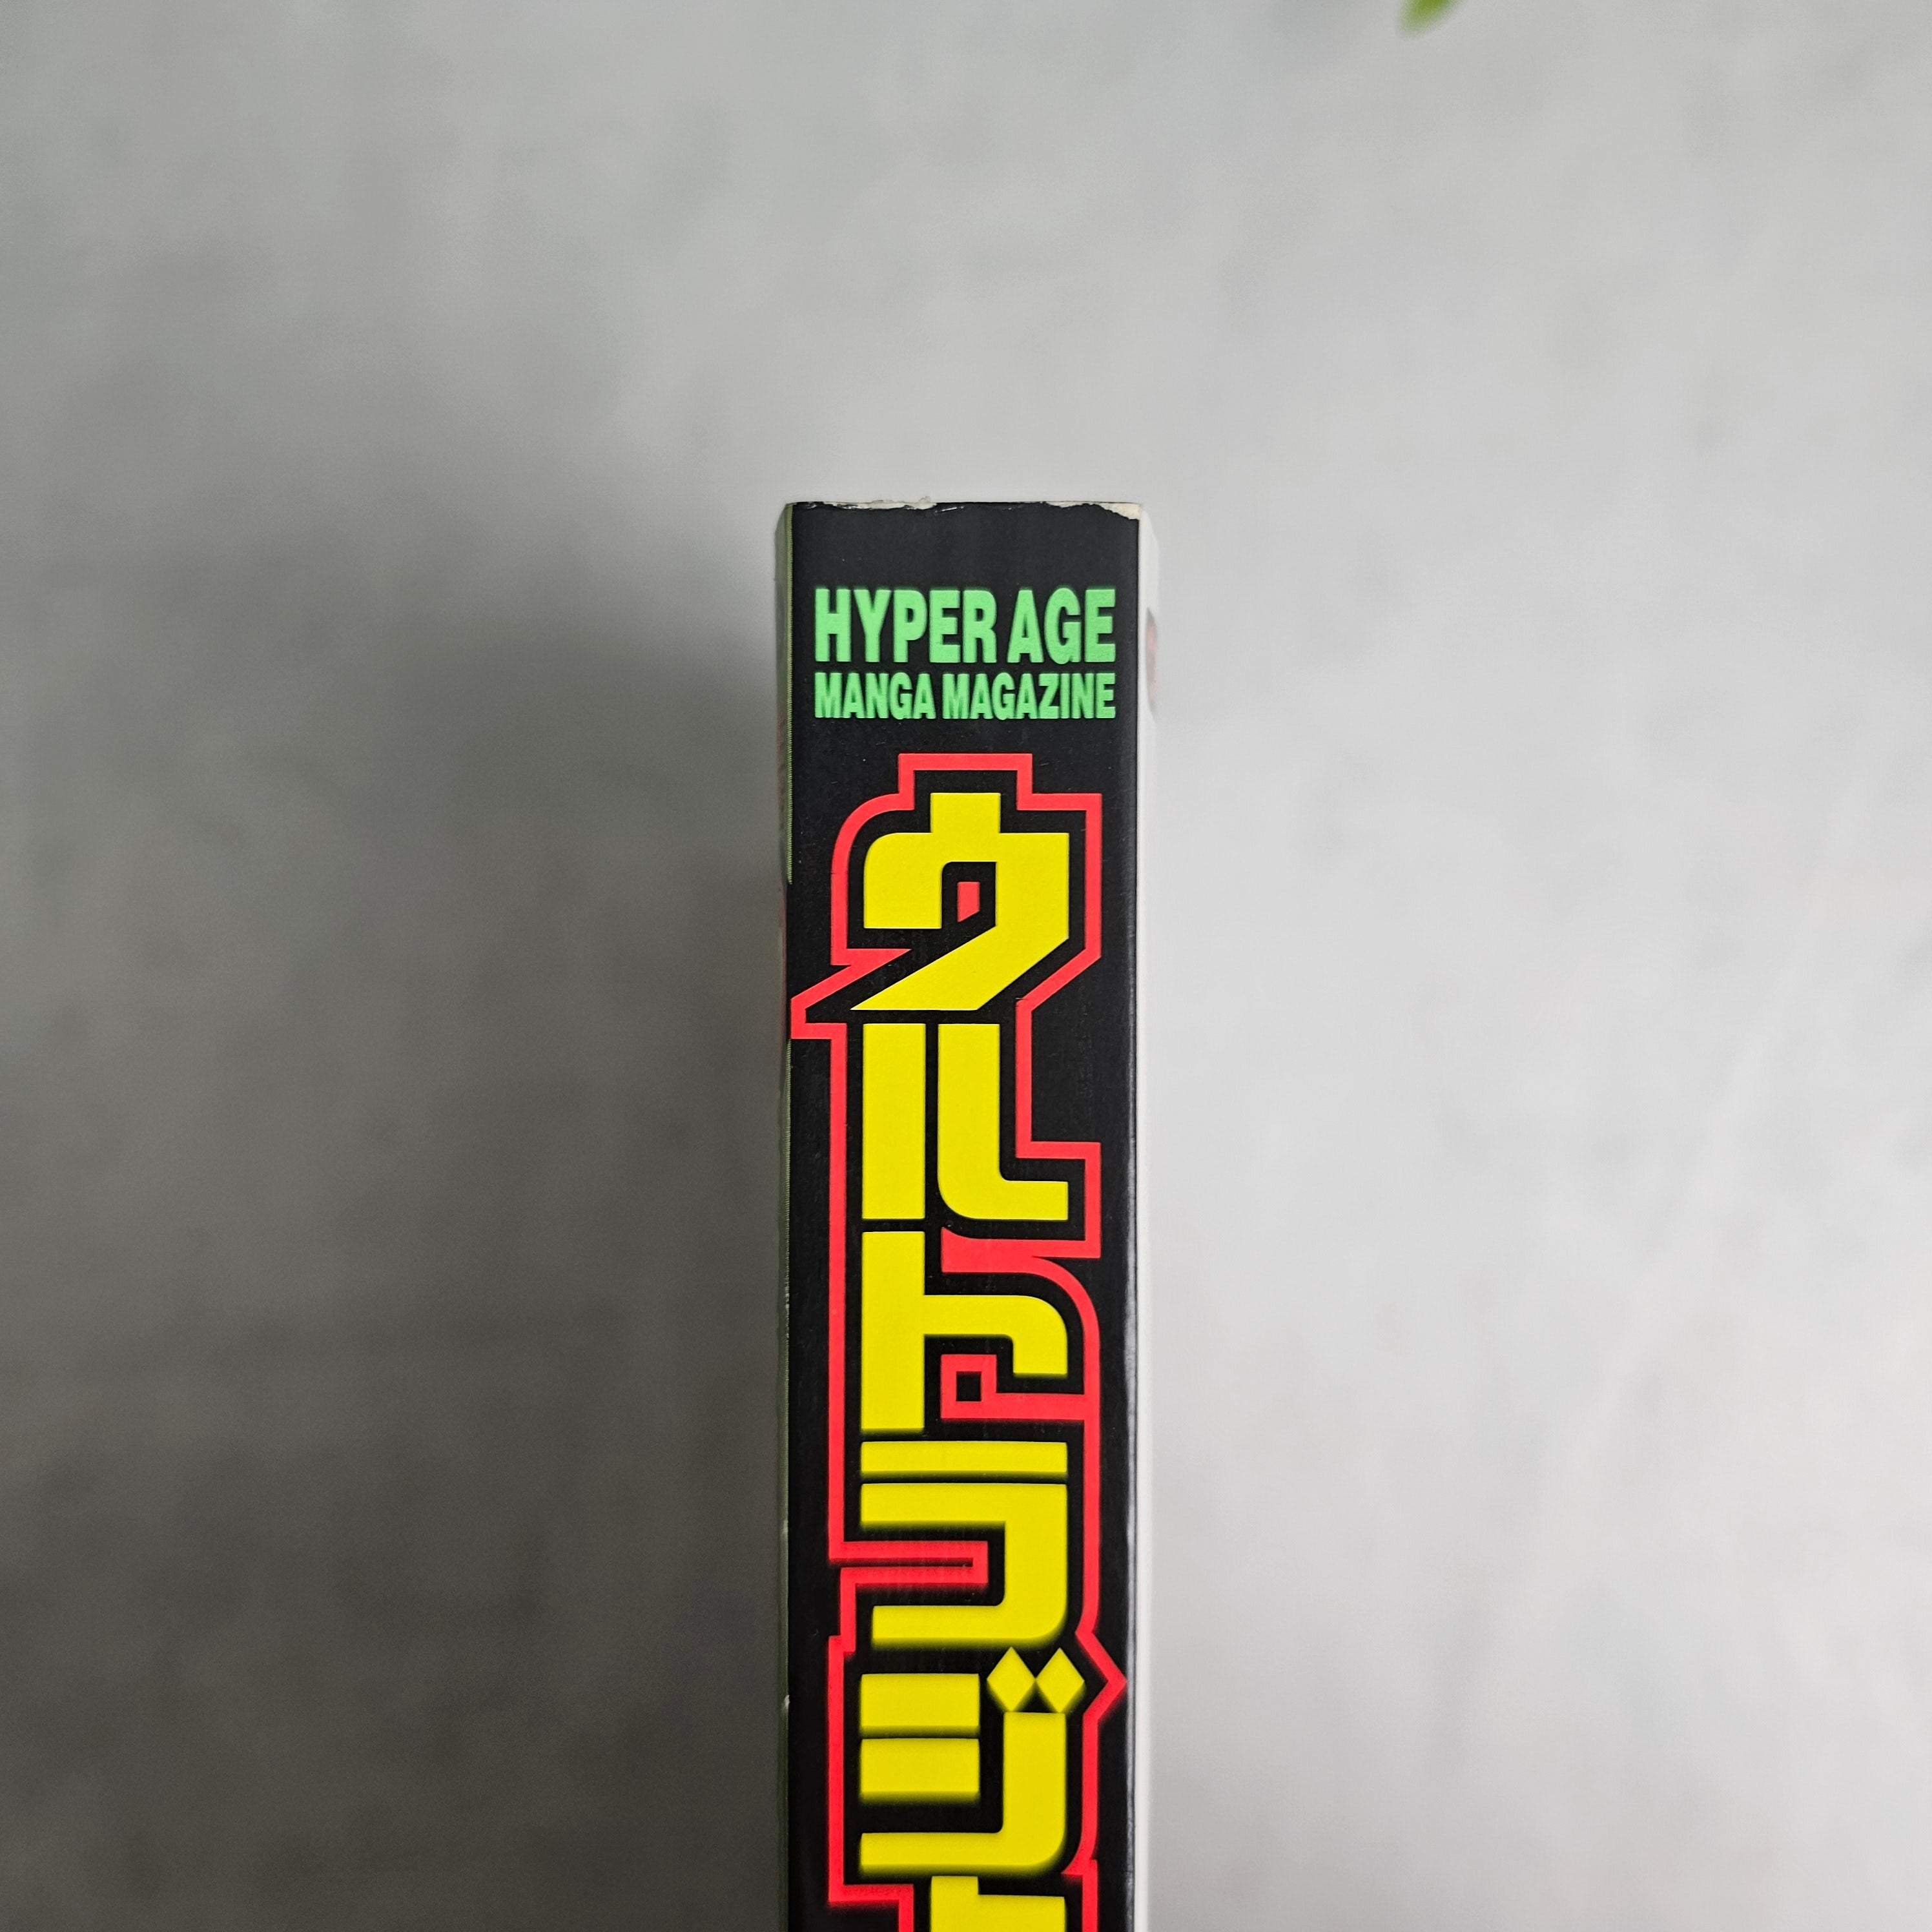 HYPER AGE
MANGA MAGAZINE
ウルトラジ